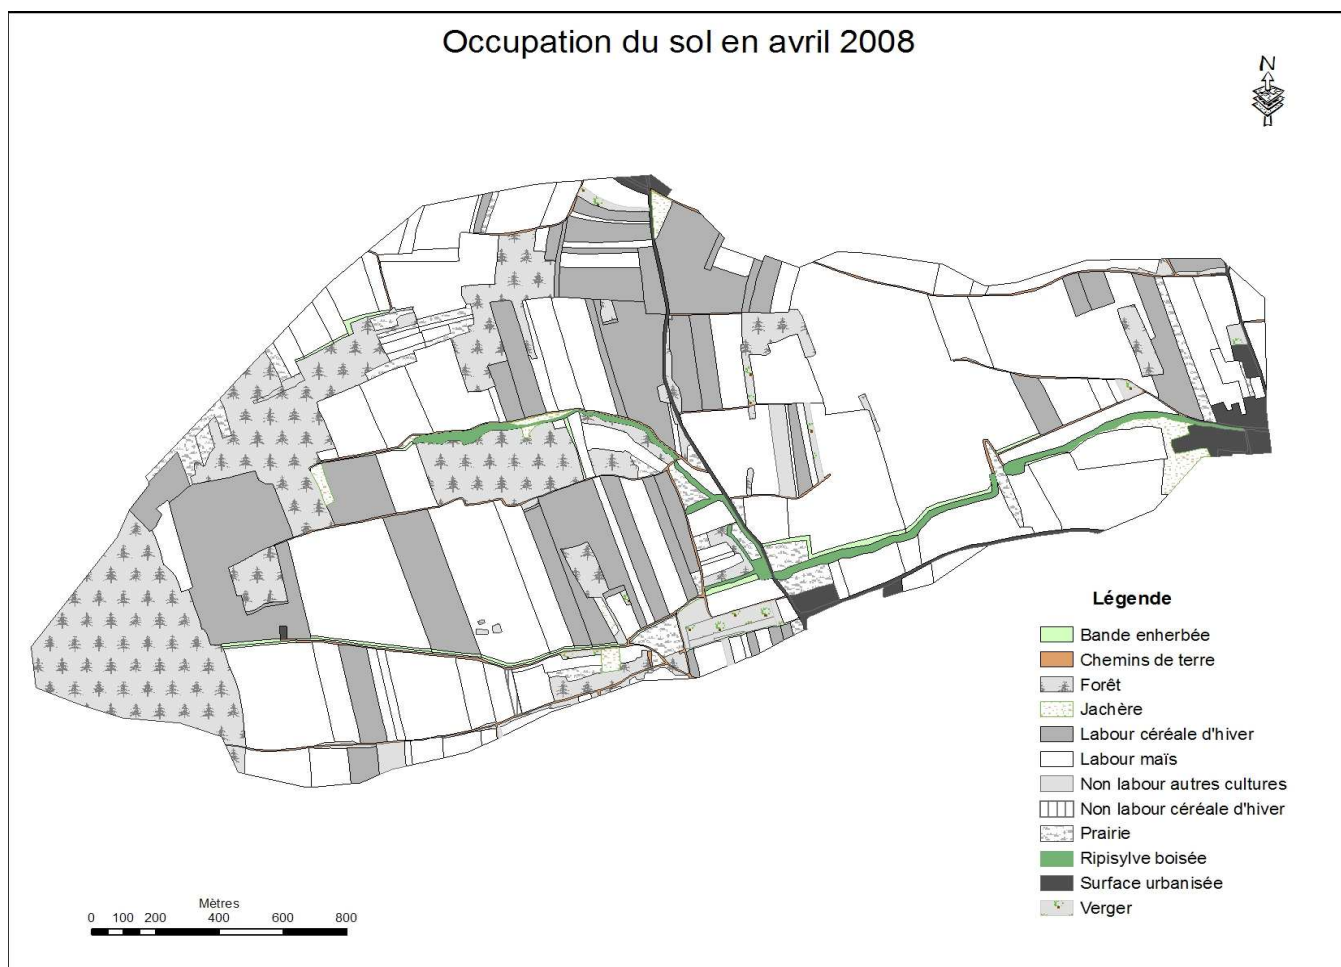 Occupation du sol en avril 2008
N
Légende
Bande enherbée
Chemins de terre
Forêt
Jachère
Labour céréale d'hiver
Labour maïs
Non labour autres cultures
Non labour céréale d'hiver
Prairie
Ripisylve boisée
Surface urbanisée
Verger
Mètres
0 100 200 400 600 800